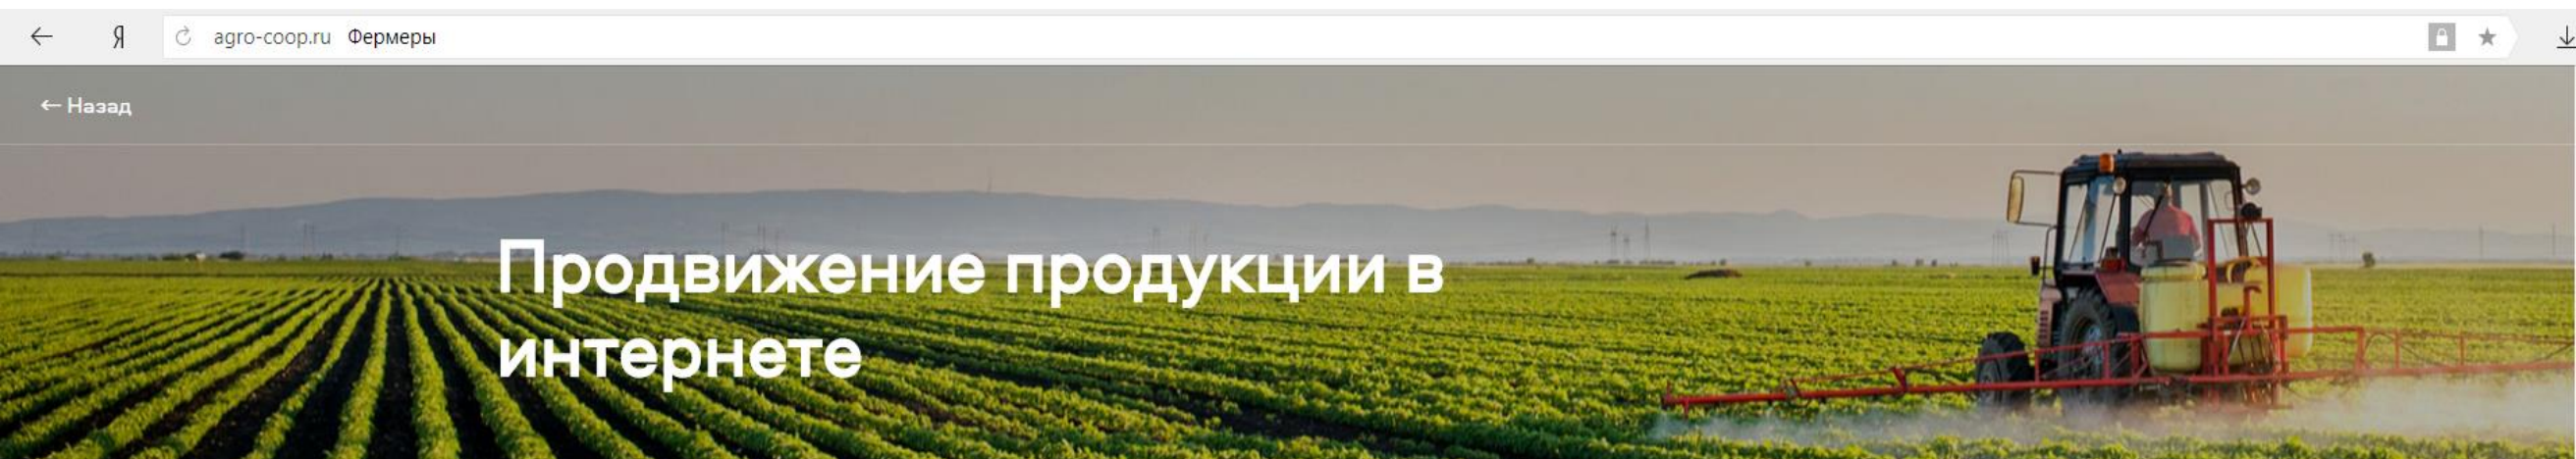 Я agro-coop.ru Фермеры
← Назад
Продвижение продукции в
интернете